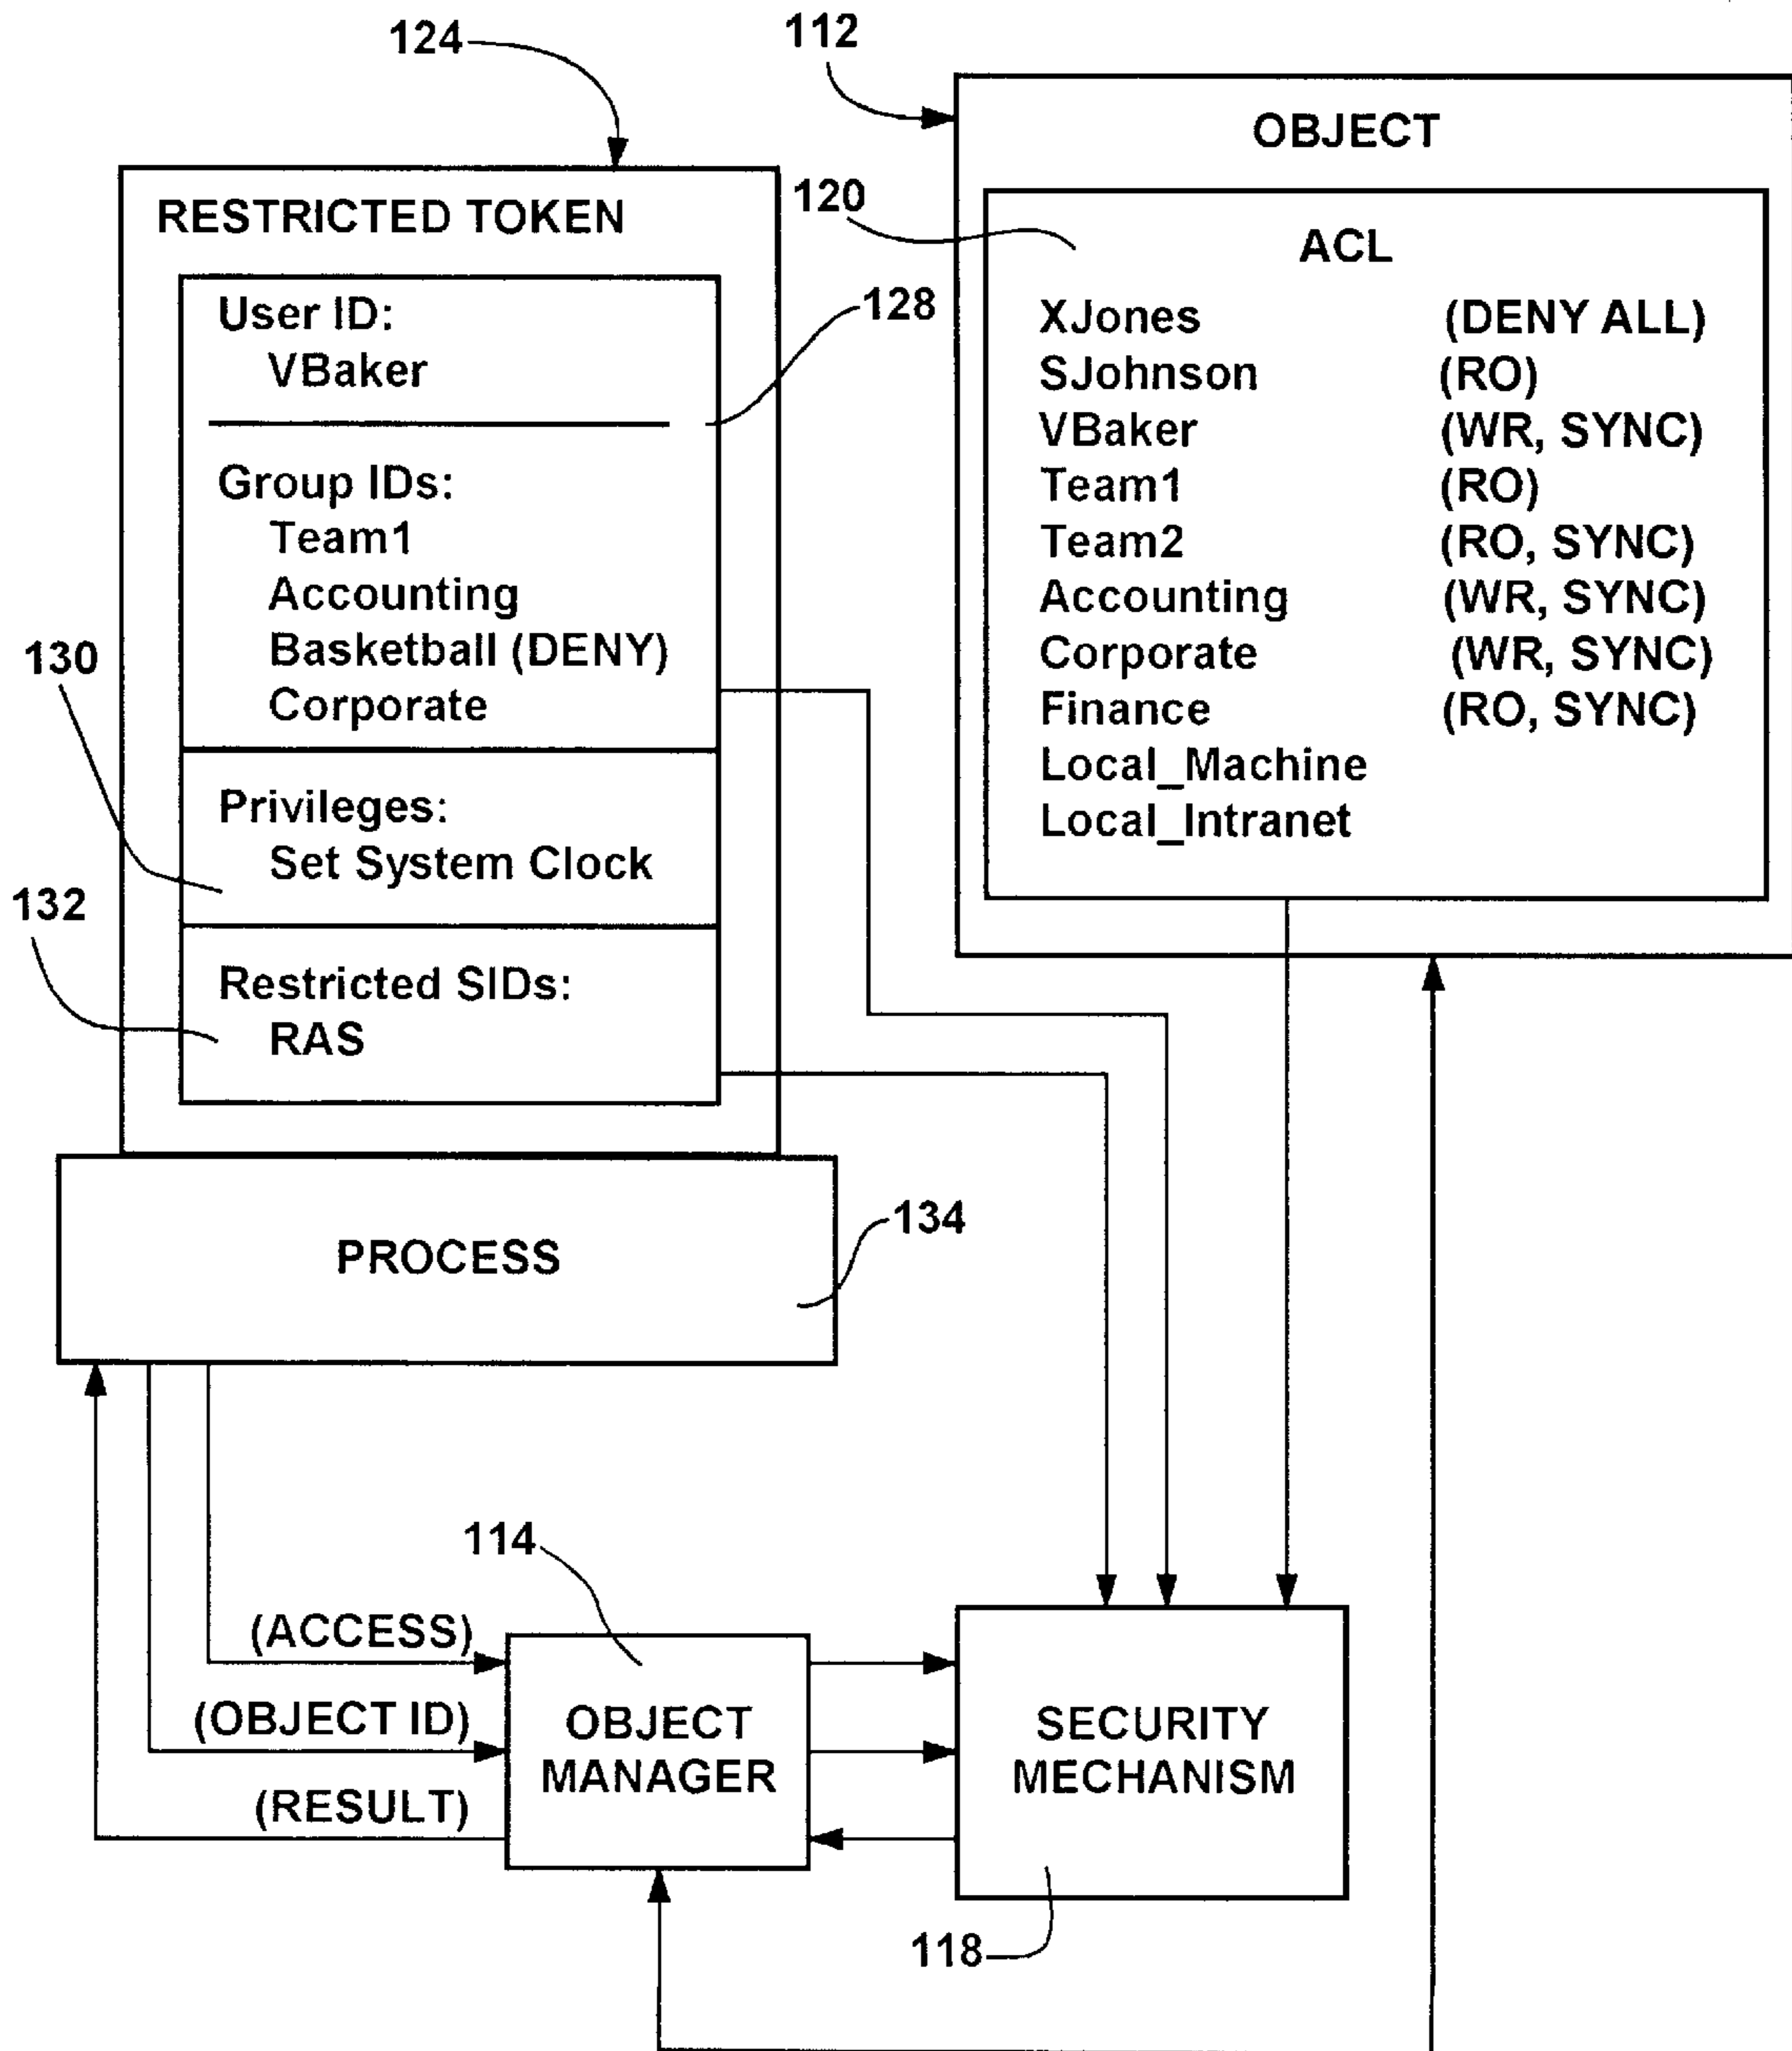 124
112
OBJECT
RESTRICTED TOKEN
120
ACL
User ID:
VBaker
128
Group IDs:
Team1
Accounting
Basketball (DENY)
Corporate
130
Privileges:
Set System Clock
132
Restricted SIDs:
RAS
XJones (DENY ALL)
SJohnson (RO)
VBaker (WR, SYNC)
Team1 (RO)
Team2 (RO, SYNC)
Accounting (WR, SYNC)
Corporate (WR, SYNC)
Finance (RO, SYNC)
Local_Machine
Local_Intranet
PROCESS
134
114
(ACCESS)
(OBJECT ID)
(RESULT)
OBJECT
MANAGER
SECURITY
MECHANISM
118